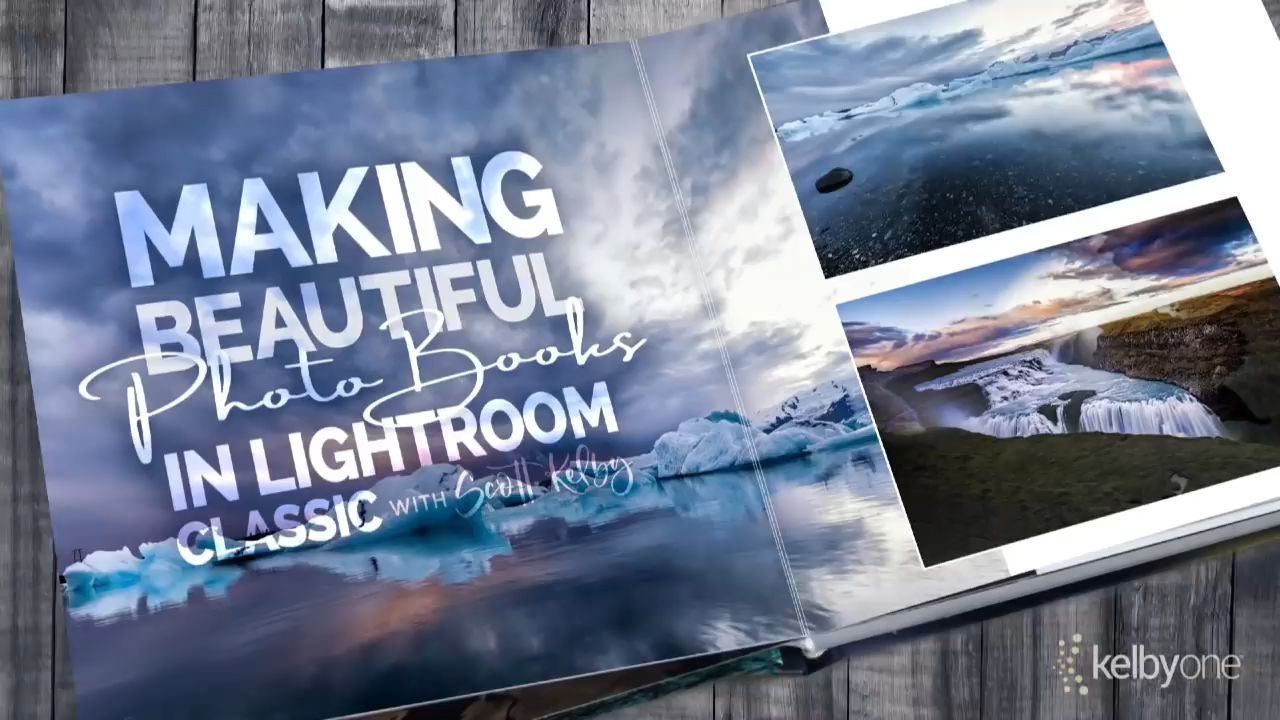 MAKING
BEAUTIFUL
Photo Books
IN LIGHTROOM
CLASSIC WITH Scott Kelby
kelbyone